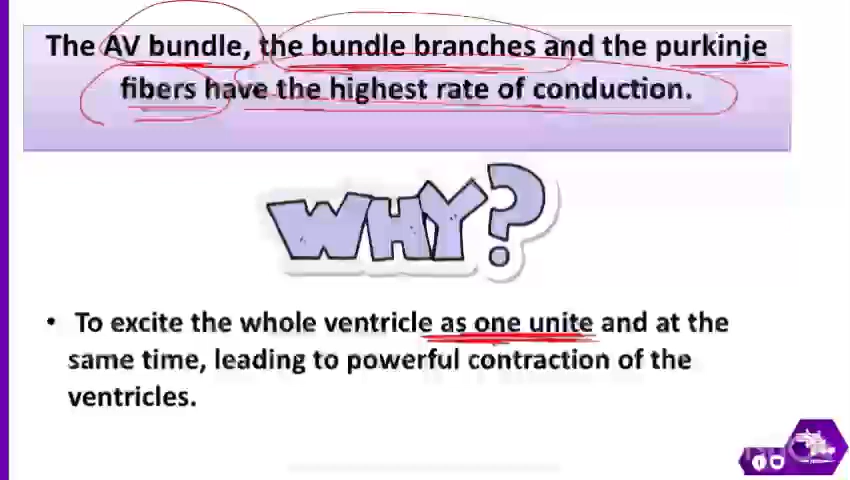 The AV bundle, the bundle branches and the purkinje
fibers have the highest rate of conduction.
WHY?
• To excite the whole ventricle as one unite and at the
same time, leading to powerful contraction of the
ventricles.